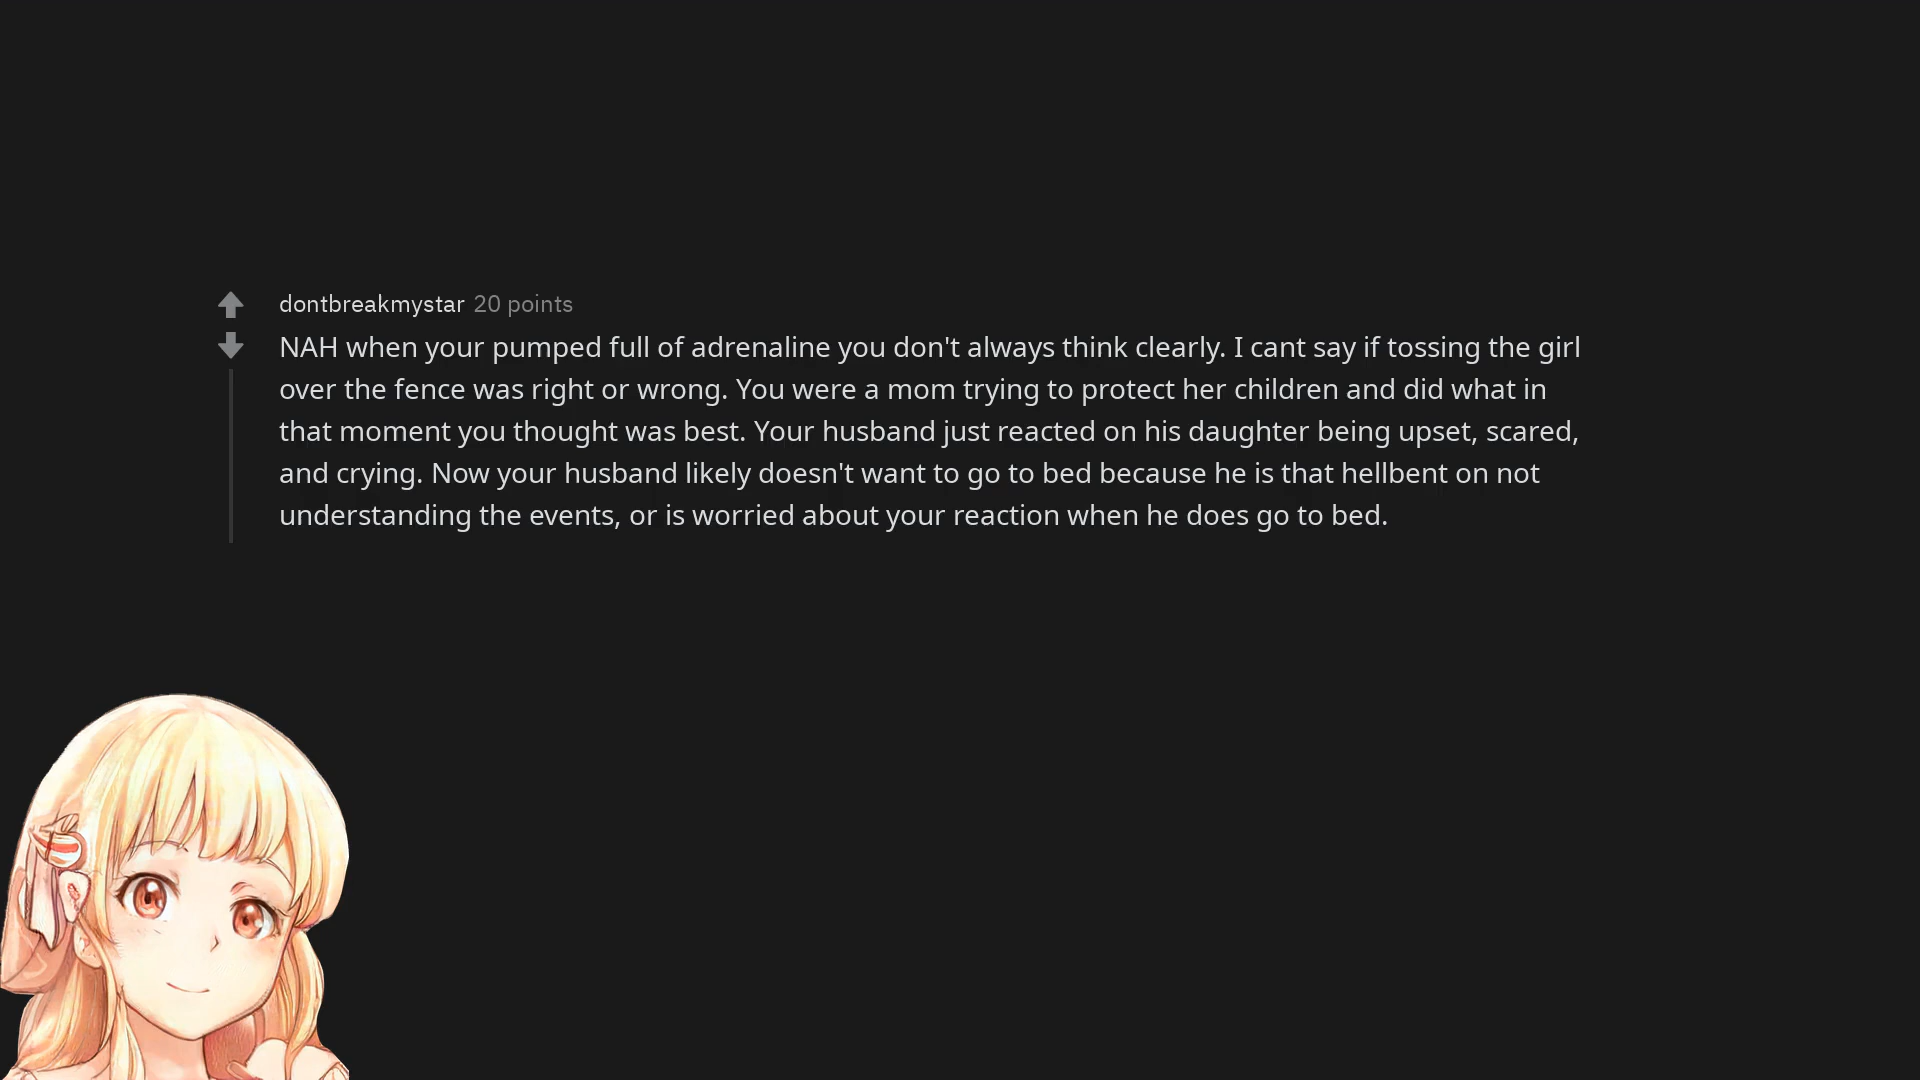 dontbreakmystar 20 points
NAH when your pumped full of adrenaline you don't always think clearly. I cant say if tossing the girl
over the fence was right or wrong. You were a mom trying to protect her children and did what in
that moment you thought was best. Your husband just reacted on his daughter being upset, scared,
and crying. Now your husband likely doesn't want to go to bed because he is that hellbent on not
understanding the events, or is worried about your reaction when he does go to bed.